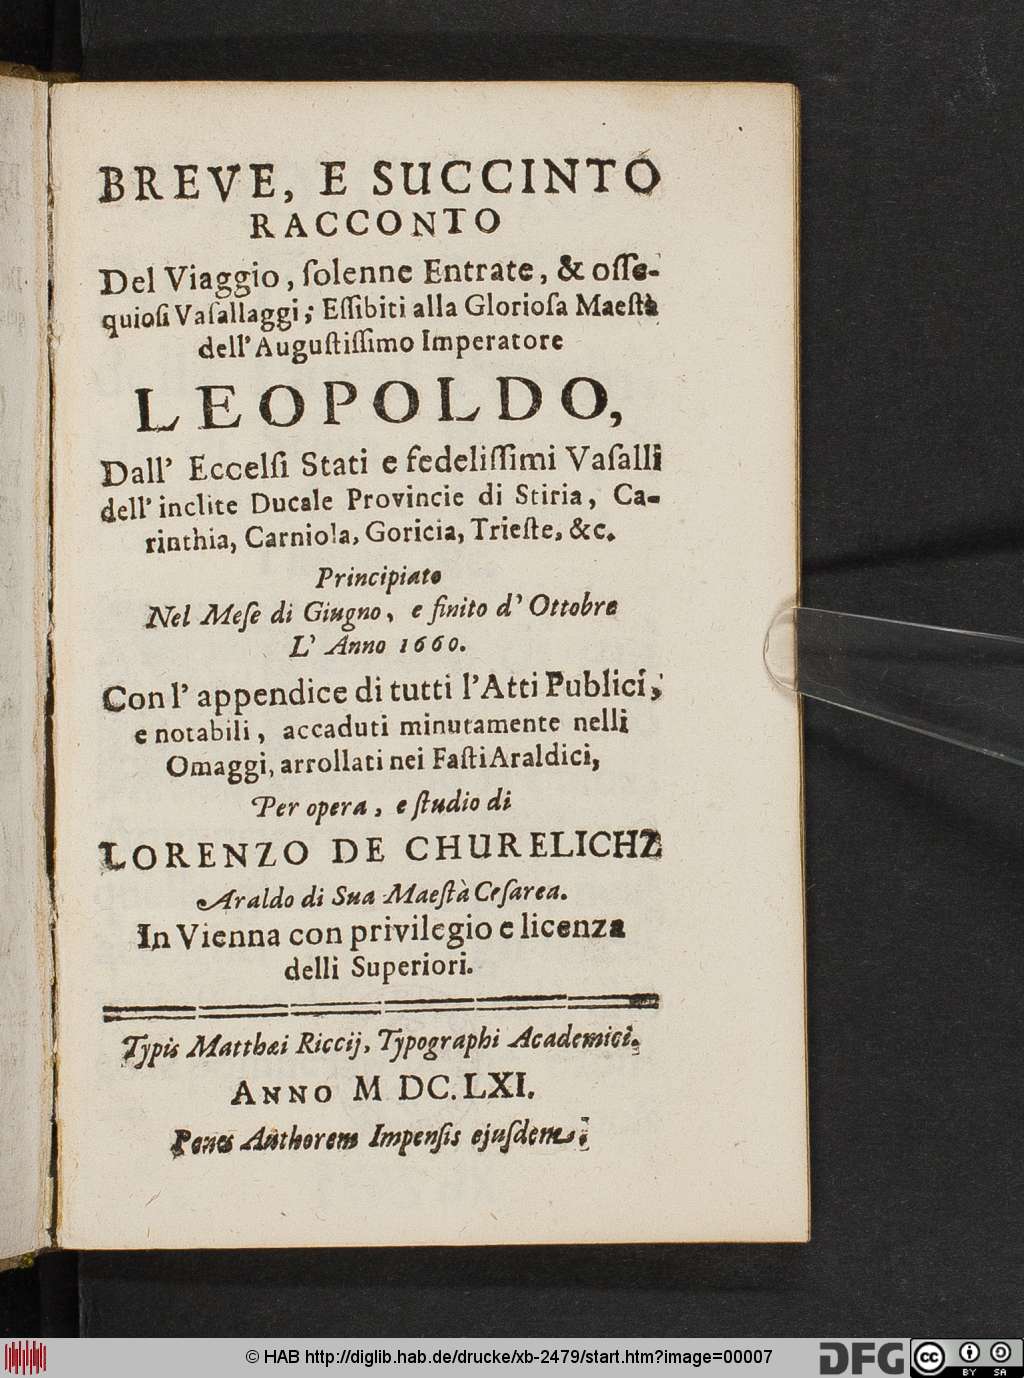 BREVE, E SUCCINTO
RACCONTO
Del Viaggio, ſolenne Entrate, & oſſe-
quioſi Vaſallaggi; Eſſibiti alla Glorioſa Maeſtà
dell' Auguſtiſſimo Imperatore
LEOPOLDO,
Dall' Eccelſi Stati e fedeliſſimi Vaſalli
dell' inclite Ducale Provincie di Stiria, Ca-
rinthia, Carniola, Goricia, Trieſte, &c.
Principiato
Nel Meſe di Giugno, e finito d' Ottobre
L' Anno 1660.
Con l' appendice di tutti l'Atti Publici,
e notabili, accaduti minutamente nelli
Omaggi, arrollati nei Faſti Araldici,
Per opera, e ſtudio di
LORENZO DE CHURELICHZ
Araldo di Sua Maeſtà Ceſarea.
In Vienna con privilegio e licenza
delli Superiori.
Typis Matthæi Riccij, Typographi Academici.
ANNO M DC.LXI.
Penes Authorem Impenſis ejuſdem.
© HAB http://diglib.hab.de/drucke/xb-2479/start.htm?image=00007
DFG
cc BY SA